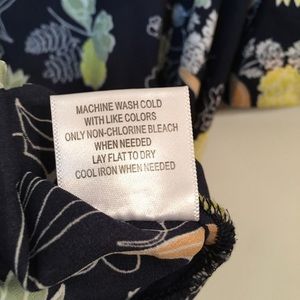 MACHINE WASH COLD
WITH LIKE COLORS
ONLY NON-CHLORINE BLEACH
WHEN NEEDED
LAY FLAT TO DRY
COOL IRON WHEN NEEDED